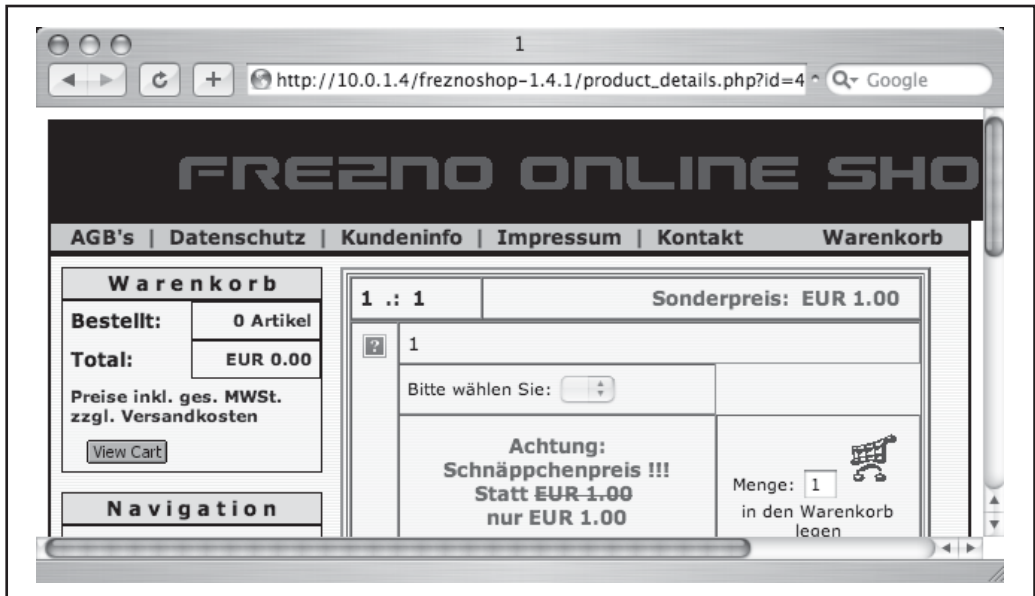 1
http://10.0.1.4/freznoshop-1.4.1/product_details.php?id=4
Google
FREZNO ONLINE SHO
AGB's | Datenschutz | Kundeninfo | Impressum | Kontakt Warenkorb
Warenkorb
Bestellt: 0 Artikel
Total: EUR 0.00
Preise inkl. ges. MWSt.
zzgl. Versandkosten
View Cart
Navigation
1 .: 1 Sonderpreis: EUR 1.00
?
1
Bitte wählen Sie:
Achtung:
Schnäppchenpreis !!!
Statt EUR 1.00
nur EUR 1.00
Menge: 1
in den Warenkorb
legen